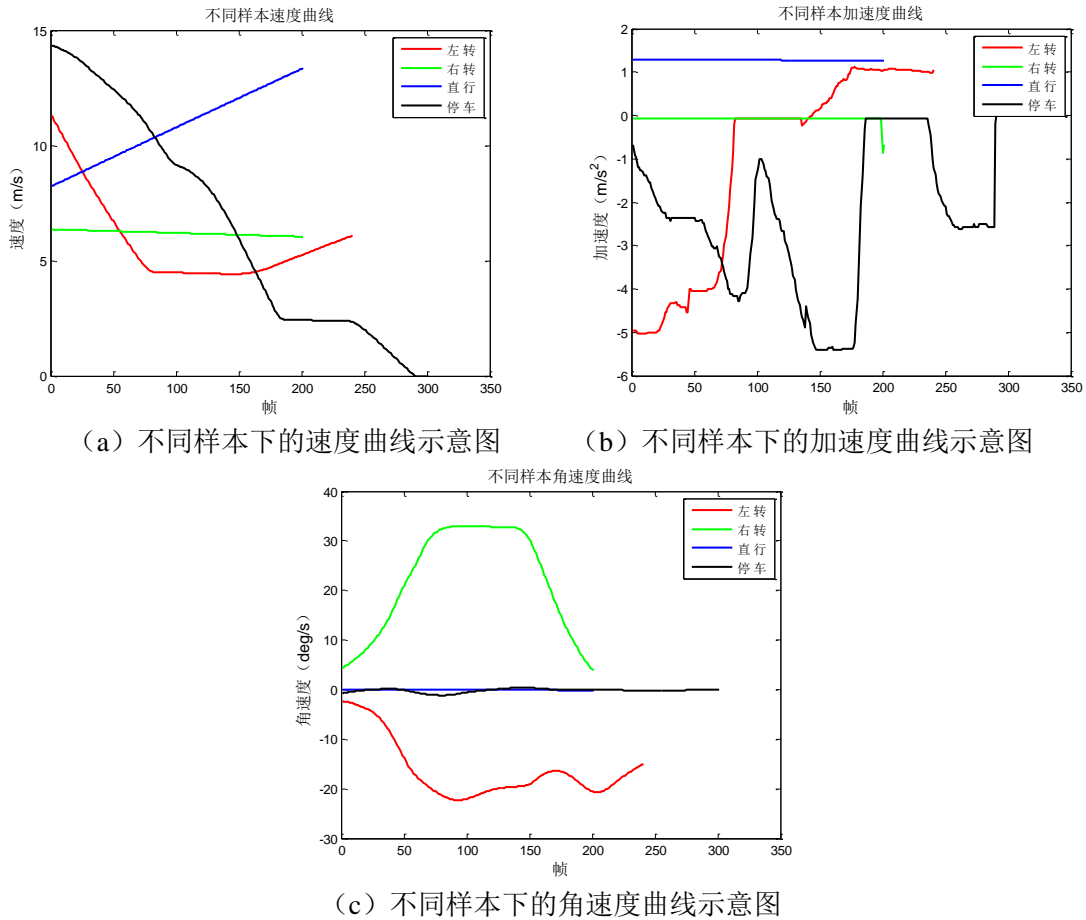 不同样本速度曲线
15
10
5
0
0 50 100 150 200 250 300 350
速度（m/s）
帧
左 转
右 转
直 行
停 车
不同样本加速度曲线
2
1
0
-1
-2
-3
-4
-5
-6
0 50 100 150 200 250 300 350
加速度（m/s²）
帧
左 转
右 转
直 行
停 车
（a）不同样本下的速度曲线示意图
（b）不同样本下的加速度曲线示意图
不同样本角速度曲线
40
30
20
10
0
-10
-20
-30
0 50 100 150 200 250 300 350
角速度（deg/s）
帧
左 转
右 转
直 行
停 车
（c）不同样本下的角速度曲线示意图